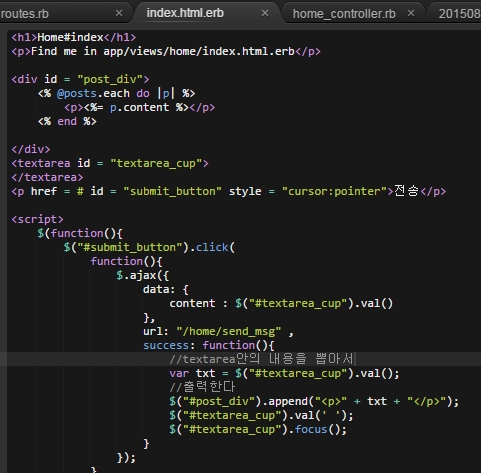 routes.rb × index.html.erb × home_controller.rb × 201508
<h1>Home#index</h1>
<p>Find me in app/views/home/index.html.erb</p>
<div id = "post_div">
<% @posts.each do |p| %>
<p><%= p.content %></p>
<% end %>
</div>
<textarea id = "textarea_cup">
</textarea>
<p href = # id = "submit_button" style = "cursor:pointer">전송</p>
<script>
$(function(){
$("#submit_button").click(
function(){
$.ajax({
data: {
content : $("#textarea_cup").val()
},
url: "/home/send_msg" ,
success: function(){
//textarea안의 내용을 뽑아서
var txt = $("#textarea_cup").val();
//출력한다
$("#post_div").append("<p>" + txt + "</p>");
$("#textarea_cup").val(' ');
$("#textarea_cup").focus();
}
});
}